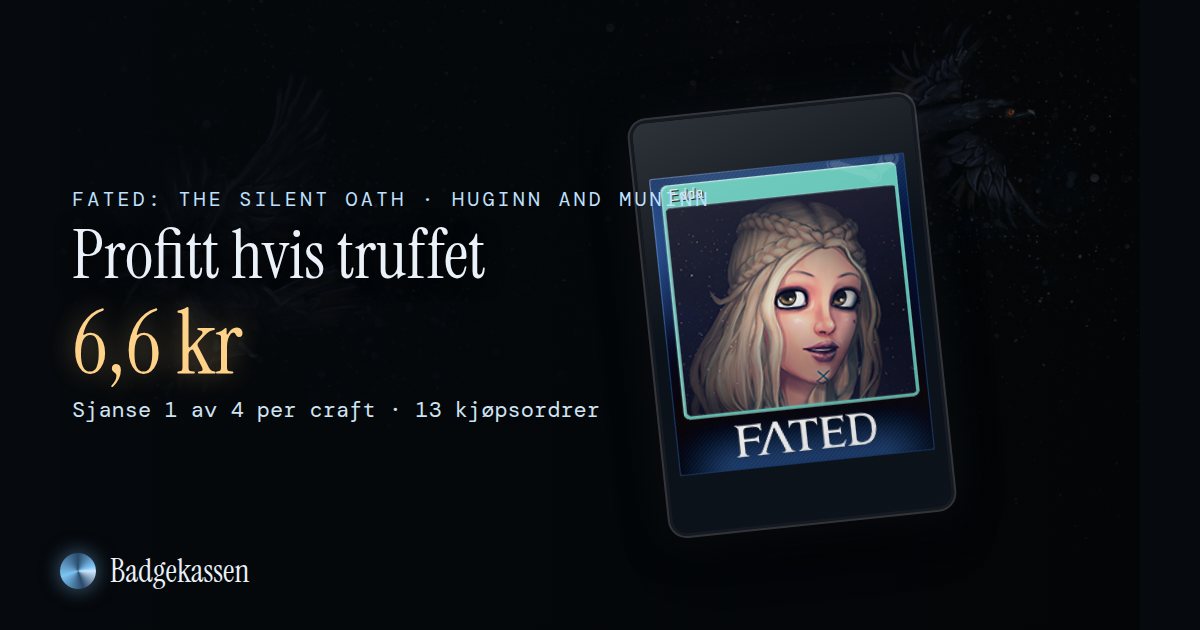 FATED: THE SILENT OATH · HUGINN AND MUNINN
Profitt hvis truffet
6,6 kr
Sjanse 1 av 4 per craft · 13 kjøpsordrer
Edda
FATED
Badgekassen